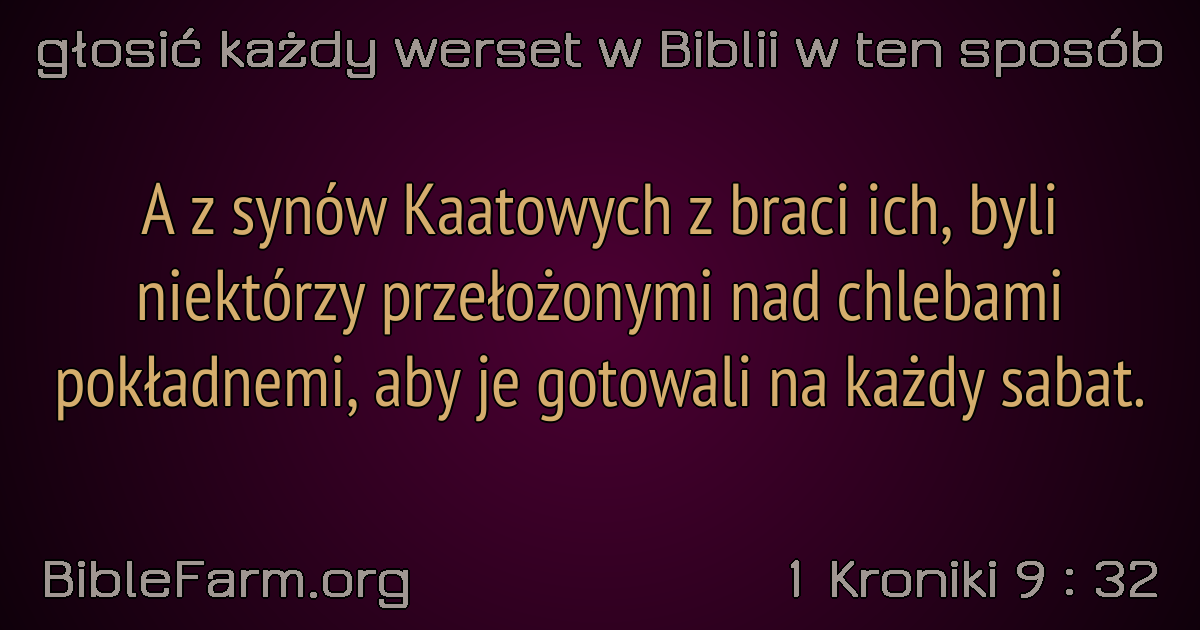 głosić każdy werset w Biblii w ten sposób
A z synów Kaatowych z braci ich, byli
niektórzy przełożonymi nad chlebami
pokładnemi, aby je gotowali na każdy sabat.
BibleFarm.org
1 Kroniki 9 : 32